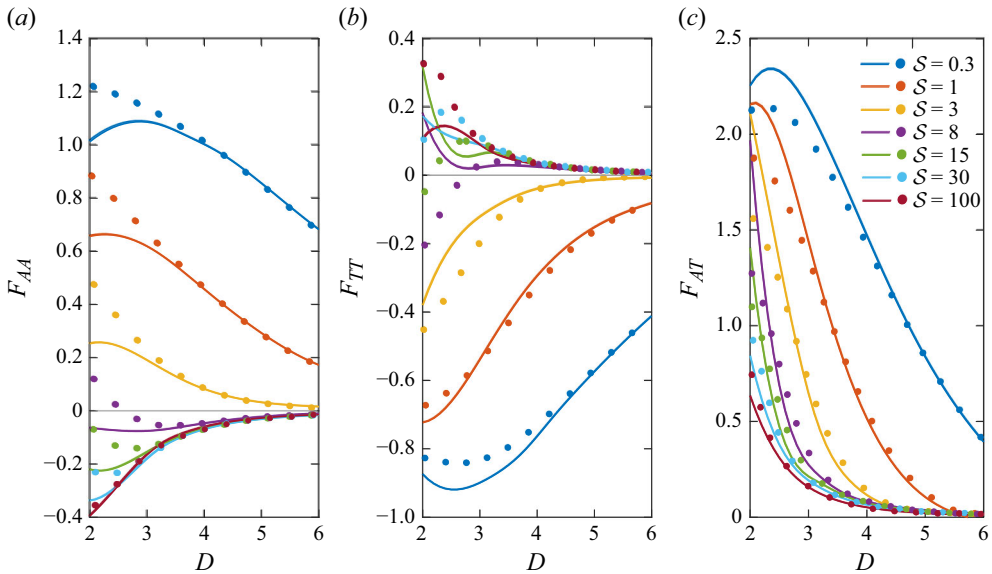 (a)
1.4
1.2
1.0
0.8
0.6
0.4
0.2
0
−0.2
−0.4
2
3
4
5
6
F_AA
D
(b)
0.4
0.2
0
−0.2
−0.4
−0.6
−0.8
−1.0
2
3
4
5
6
F_TT
D
(c)
2.5
2.0
1.5
1.0
0.5
0
2
3
4
5
6
F_AT
D
S = 0.3
S = 1
S = 3
S = 8
S = 15
S = 30
S = 100